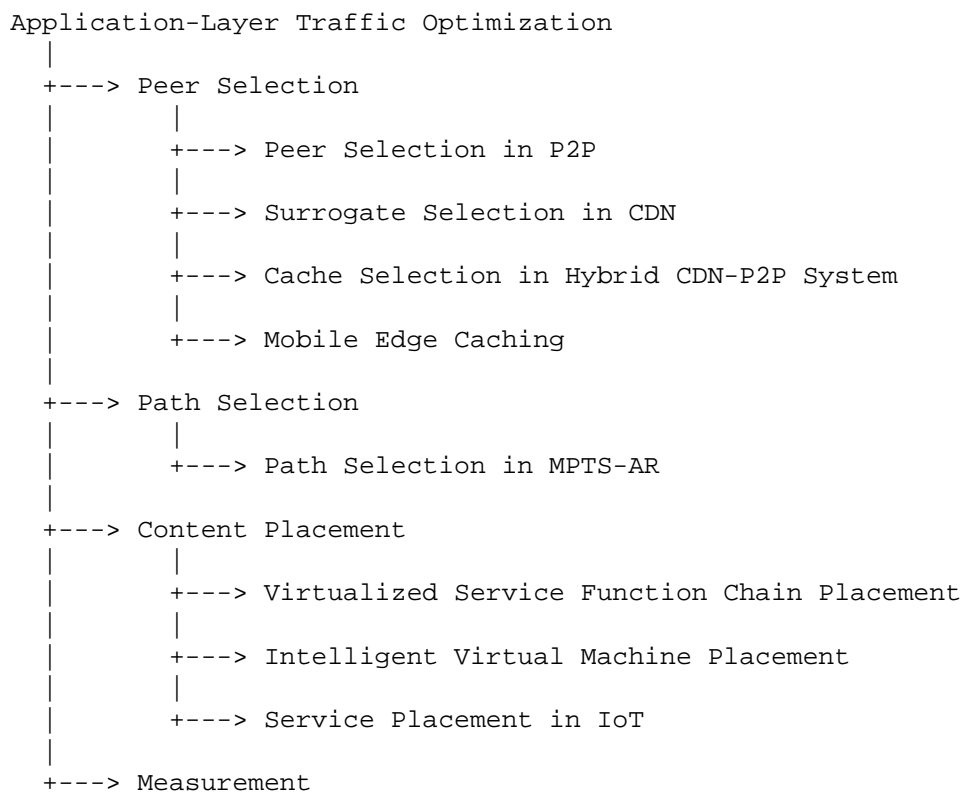 Application-Layer Traffic Optimization
  |
  +---> Peer Selection
  |       |
  |       +---> Peer Selection in P2P
  |       |
  |       +---> Surrogate Selection in CDN
  |       |
  |       +---> Cache Selection in Hybrid CDN-P2P System
  |       |
  |       +---> Mobile Edge Caching
  |
  +---> Path Selection
  |       |
  |       +---> Path Selection in MPTS-AR
  |
  +---> Content Placement
  |       |
  |       +---> Virtualized Service Function Chain Placement
  |       |
  |       +---> Intelligent Virtual Machine Placement
  |       |
  |       +---> Service Placement in IoT
  |
  +---> Measurement